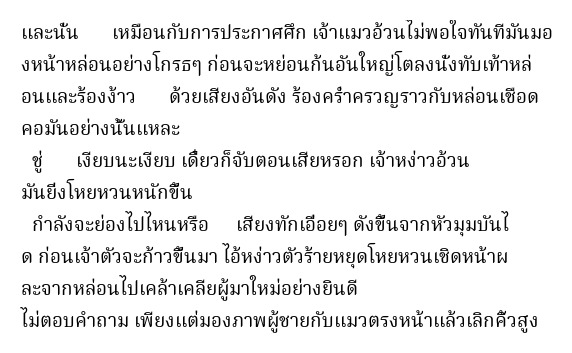 และนั้น เหมือนกับการประกาศศึก เจ้าแมวอ้วนไม่พอใจทันทีมันมอ
งหน้าหล่อนอย่างโกรธๆ ก่อนจะหย่อนก้นอันใหญ่โตลงนั่งทับเท้าหล่
อนและร้องง้าว ด้วยเสียงอันดัง ร้องคร่ำครวญราวกับหล่อนเชือด
คอมันอย่างนั้นแหละ
ชู่ เงียบนะเงียบ เดี๋ยวก็จับตอนเสียหรอก เจ้าหง่าวอ้วน
มันยิ่งโหยหวนหนักขึ้น
กำลังจะย่องไปไหนหรือ เสียงทักเอื่อยๆ ดังขึ้นจากหัวมุมบันไ
ด ก่อนเจ้าตัวจะก้าวขึ้นมา ไอ้หง่าวตัวร้ายหยุดโหยหวนเชิดหน้าผ
ละจากหล่อนไปเคล้าเคลียผู้มาใหม่อย่างยินดี
ไม่ตอบคำถาม เพียงแต่มองภาพผู้ชายกับแมวตรงหน้าแล้วเลิกคิ้วสูง